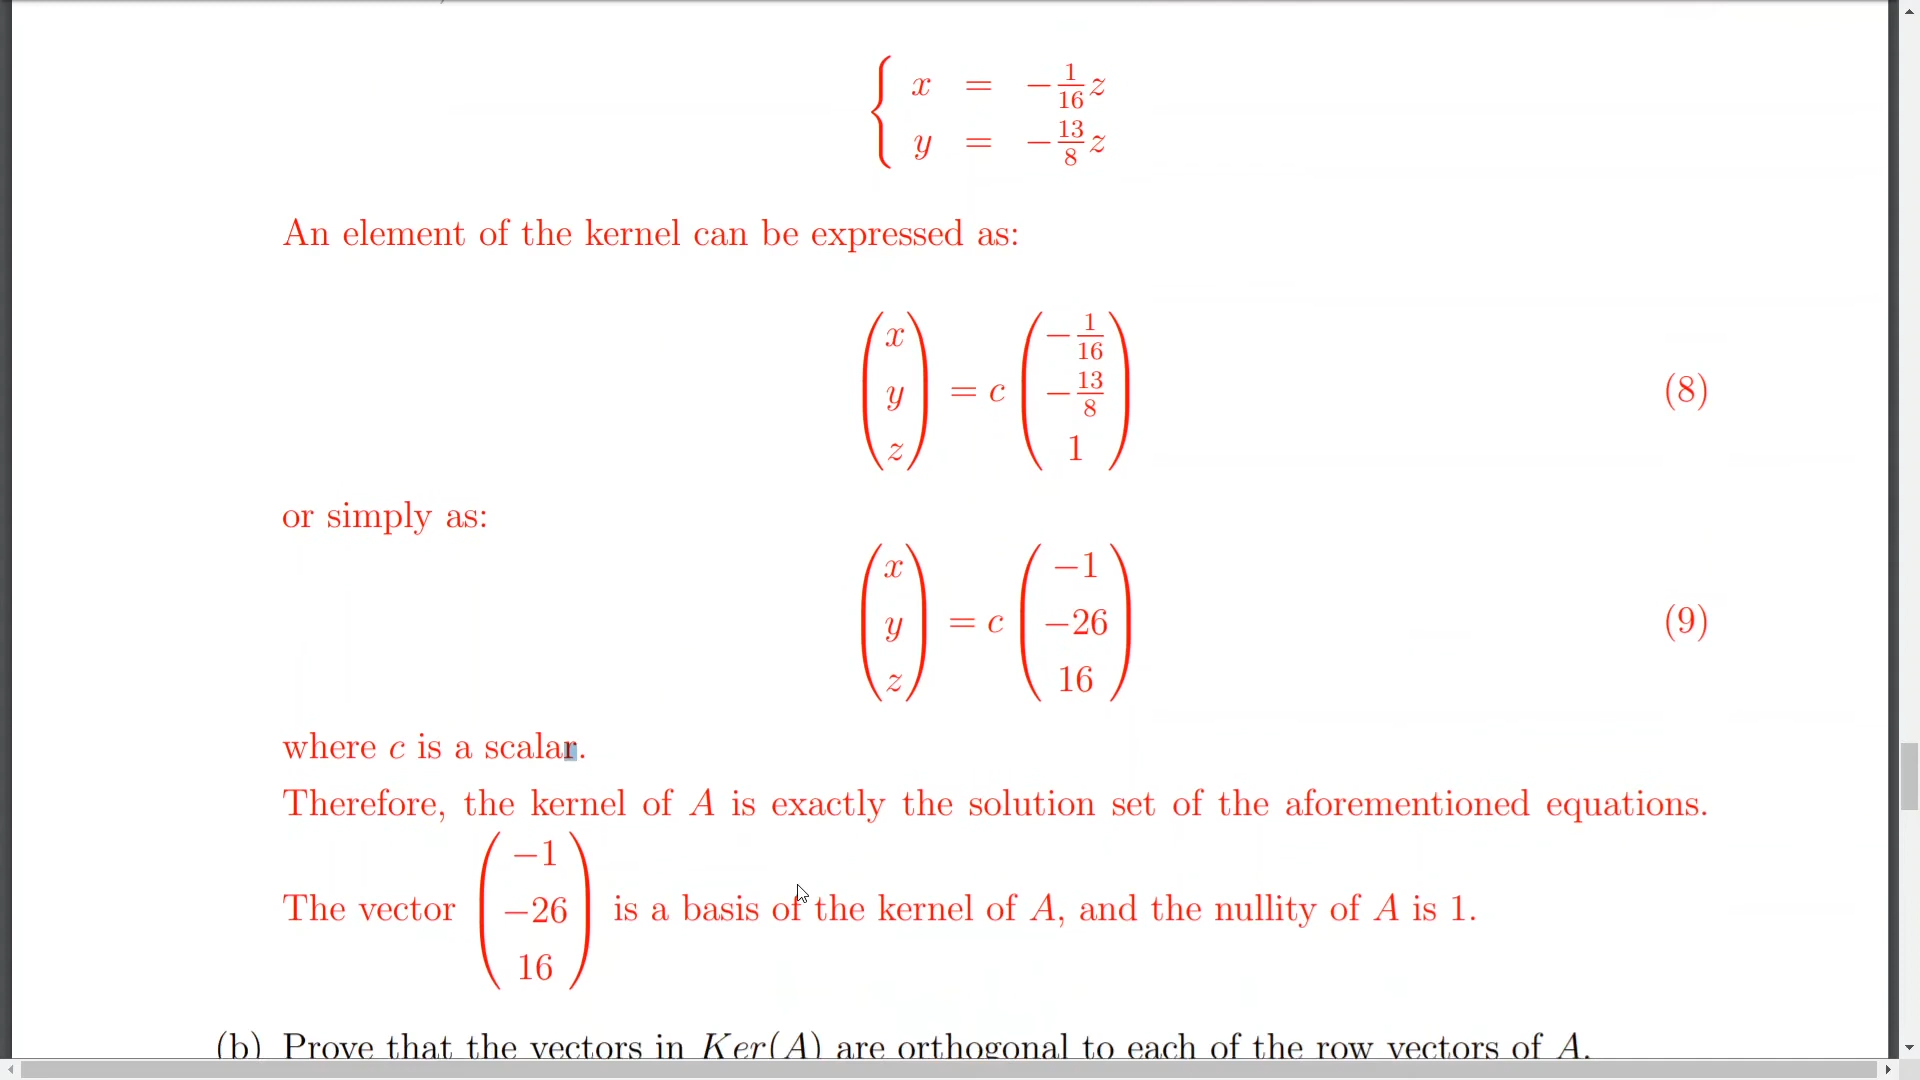 { x = −1/16 z
y = −13/8 z
An element of the kernel can be expressed as:
(x y z) = c (−1/16 −13/8 1) (8)
or simply as:
(x y z) = c (−1 −26 16) (9)
where c is a scalar.
Therefore, the kernel of A is exactly the solution set of the aforementioned equations.
The vector (−1 −26 16) is a basis of the kernel of A, and the nullity of A is 1.
(b) Prove that the vectors in Ker(A) are orthogonal to each of the row vectors of A.